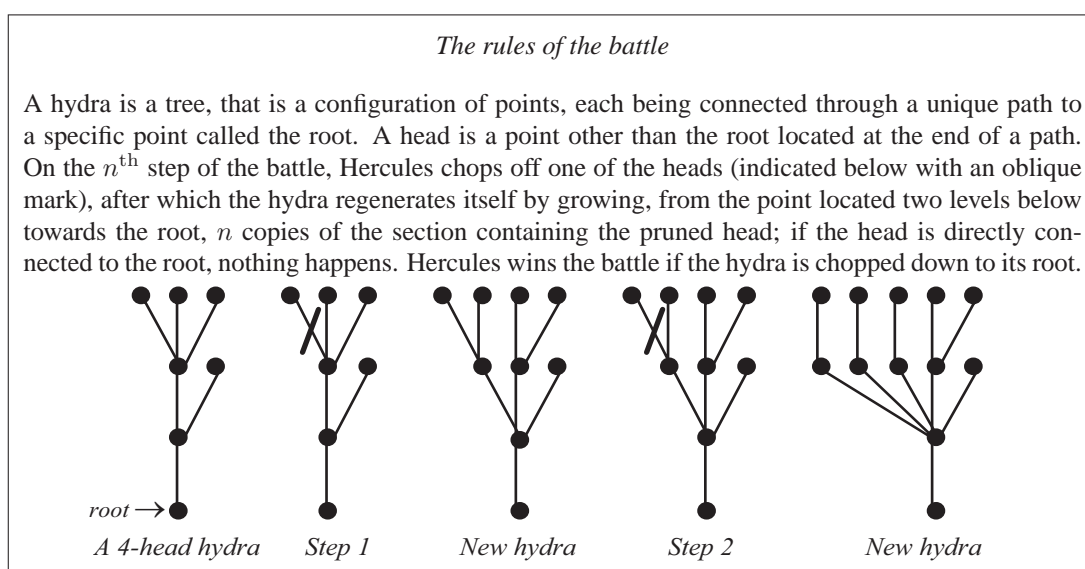 The rules of the battle
A hydra is a tree, that is a configuration of points, each being connected through a unique path to
a specific point called the root. A head is a point other than the root located at the end of a path.
On the nth step of the battle, Hercules chops off one of the heads (indicated below with an oblique
mark), after which the hydra regenerates itself by growing, from the point located two levels below
towards the root, n copies of the section containing the pruned head; if the head is directly con-
nected to the root, nothing happens. Hercules wins the battle if the hydra is chopped down to its root.
root →
A 4-head hydra Step 1 New hydra Step 2 New hydra